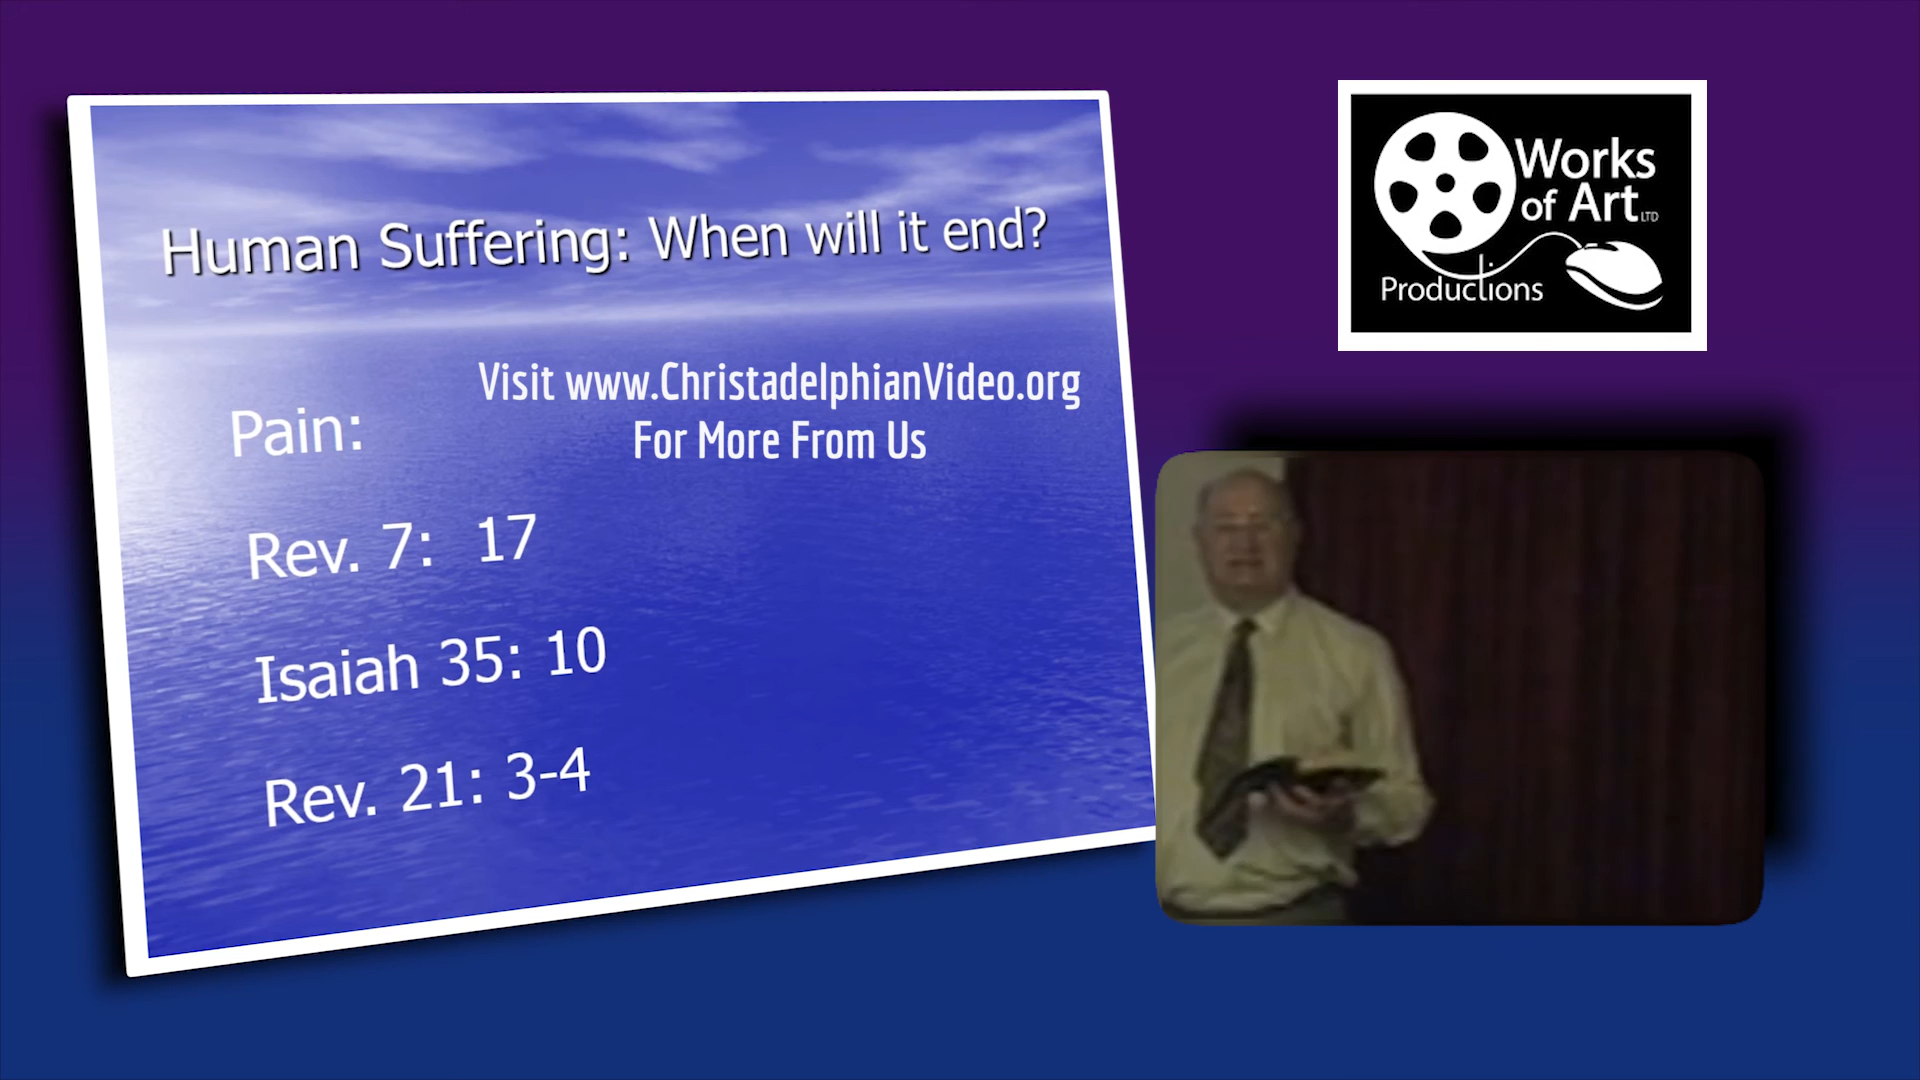 Human Suffering: When will it end?
Visit www.ChristadelphianVideo.org
For More From Us
Pain:
Rev. 7:  17
Isaiah 35: 10
Rev. 21: 3-4
Works
of Art LTD
Productions